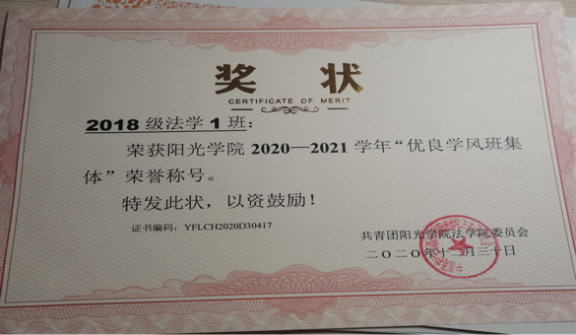 奖 状
CERTIFICATE OF MERIT
2018 级法学 1 班：
荣获阳光学院 2020—2021 学年“优良学风班集
体”荣誉称号。
特发此状，以资鼓励！
证书编码：YFLCH2020D30417
共青团阳光学院法学院委员会
二〇二〇年十二月三十日